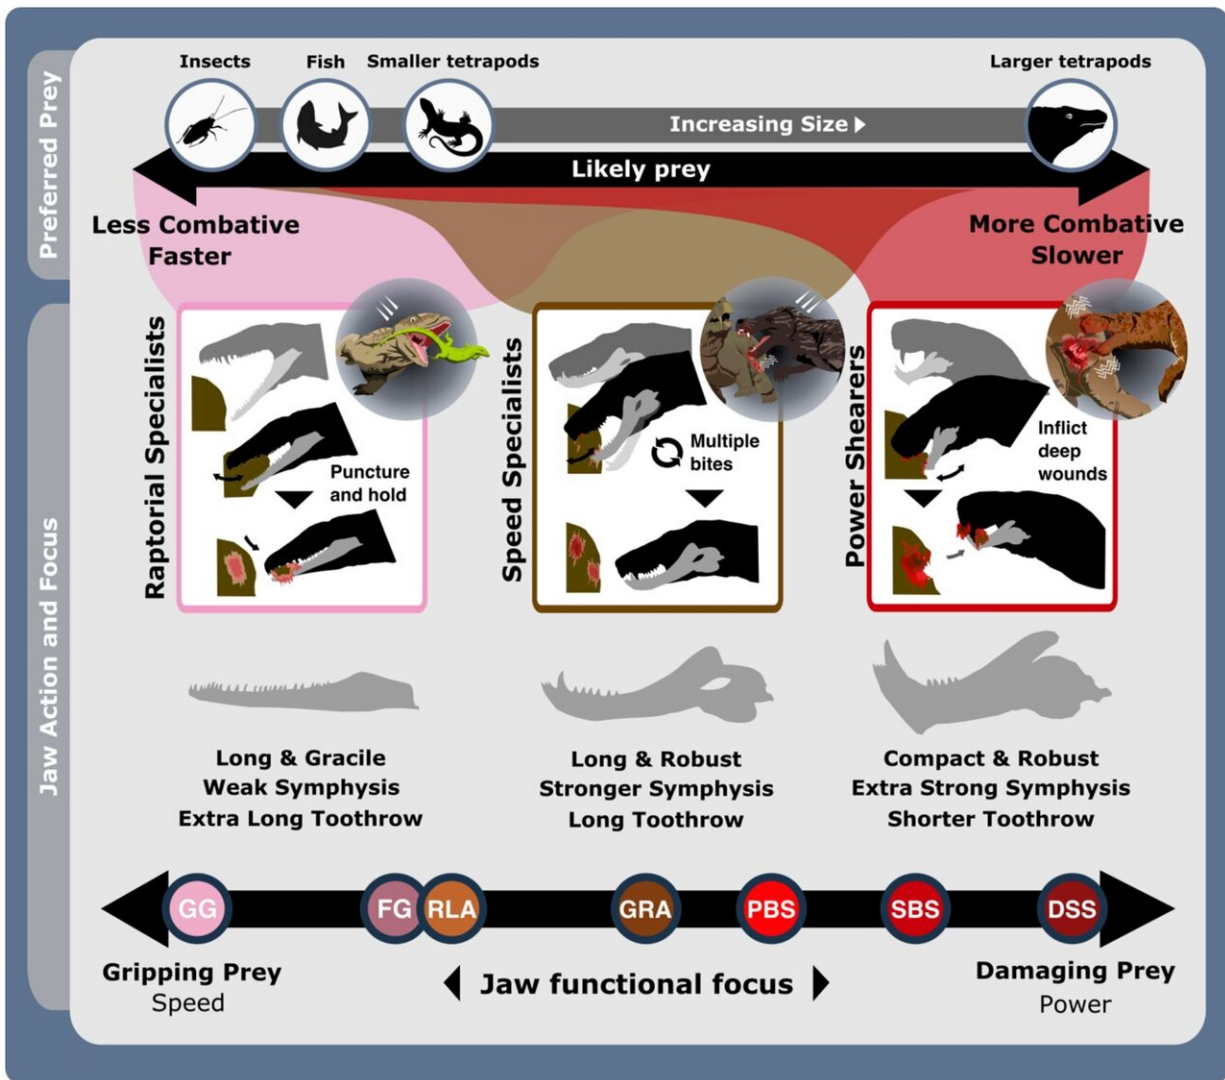 Preferred Prey
Insects
Fish
Smaller tetrapods
Larger tetrapods
Increasing Size
Likely prey
Less Combative
Faster
More Combative
Slower
Jaw Action and Focus
Raptorial Specialists
Puncture
and hold
Speed Specialists
Multiple
bites
Power Shearers
Inflict
deep
wounds
Long & Gracile
Weak Symphysis
Extra Long Toothrow
Long & Robust
Stronger Symphysis
Long Toothrow
Compact & Robust
Extra Strong Symphysis
Shorter Toothrow
GG
FG
RLA
GRA
PBS
SBS
DSS
Gripping Prey
Speed
Jaw functional focus
Damaging Prey
Power